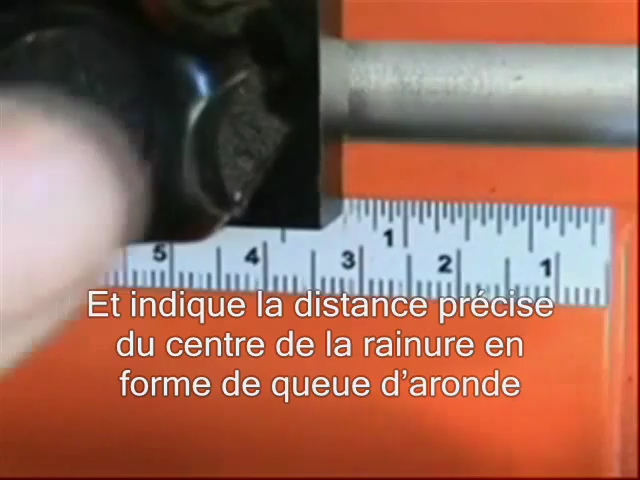 1
5 4 3 2 1
Et indique la distance précise
du centre de la rainure en
forme de queue d’aronde